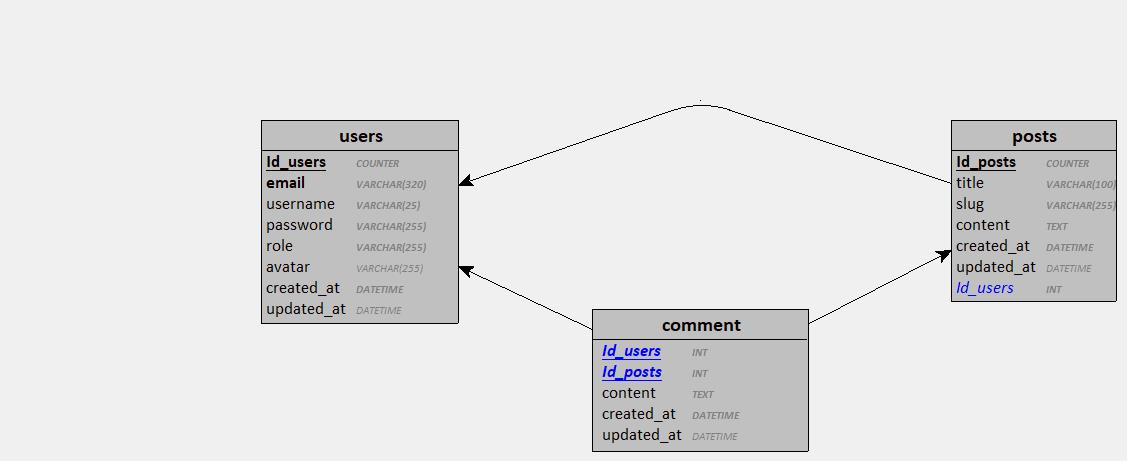 users
Id_users COUNTER
email VARCHAR(320)
username VARCHAR(25)
password VARCHAR(255)
role VARCHAR(255)
avatar VARCHAR(255)
created_at DATETIME
updated_at DATETIME
posts
Id_posts COUNTER
title VARCHAR(100)
slug VARCHAR(255)
content TEXT
created_at DATETIME
updated_at DATETIME
Id_users INT
comment
Id_users INT
Id_posts INT
content TEXT
created_at DATETIME
updated_at DATETIME